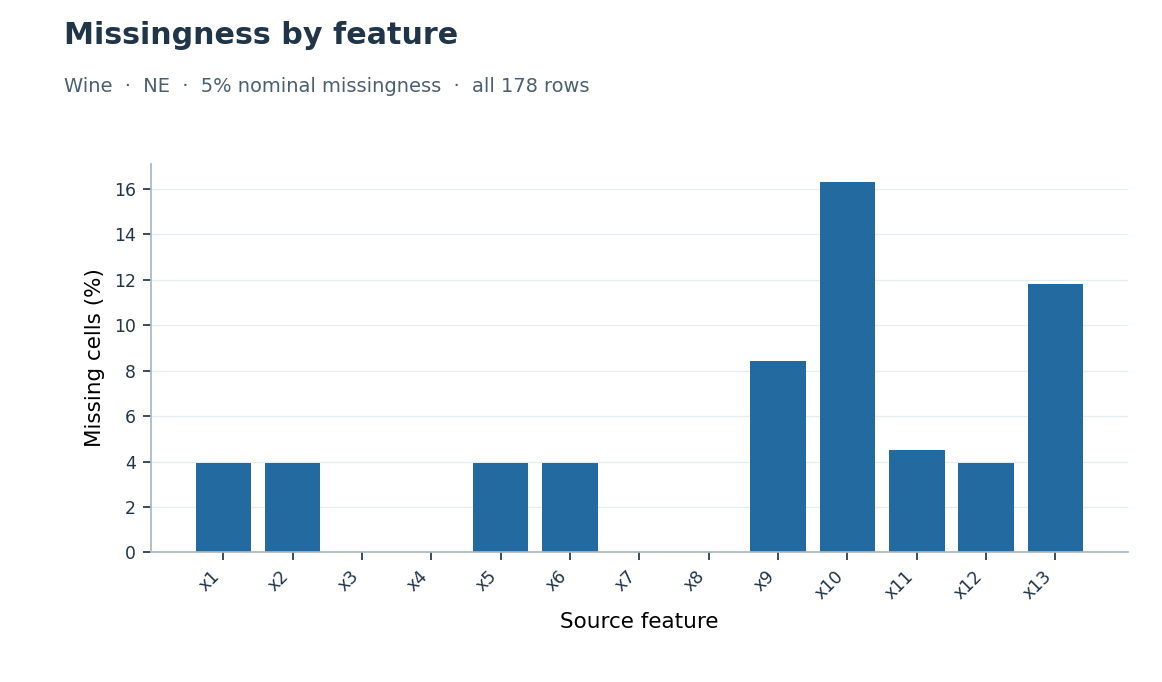 Missingness by feature
Wine · NE · 5% nominal missingness · all 178 rows
Missing cells (%)
16
14
12
10
8
6
4
2
0
x1 x2 x3 x4 x5 x6 x7 x8 x9 x10 x11 x12 x13
Source feature